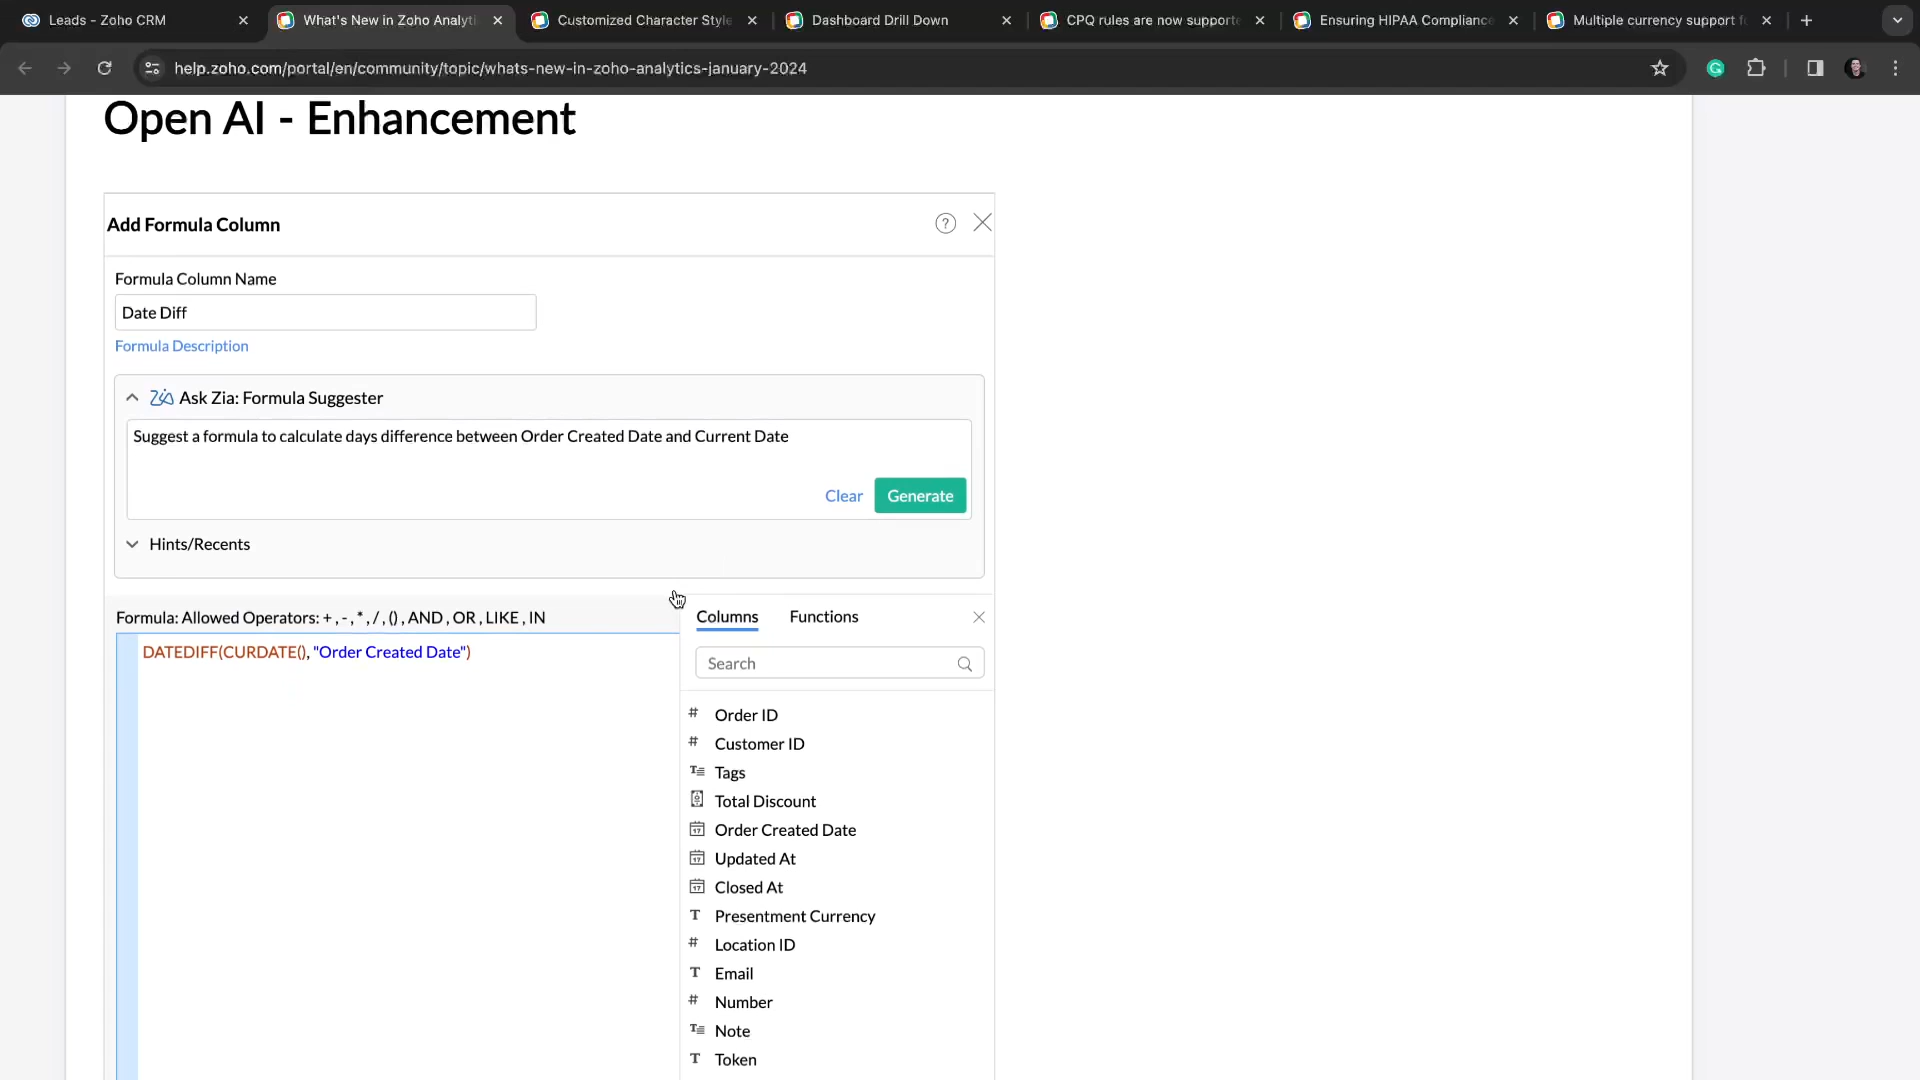 Leads - Zoho CRM
What's New in Zoho Analyti
Customized Character Style
Dashboard Drill Down
CPQ rules are now supporte
Ensuring HIPAA Compliance
Multiple currency support f
help.zoho.com/portal/en/community/topic/whats-new-in-zoho-analytics-january-2024
Open AI - Enhancement
Add Formula Column
?
Formula Column Name
Date Diff
Formula Description
Zia Ask Zia: Formula Suggester
Suggest a formula to calculate days difference between Order Created Date and Current Date
Clear
Generate
Hints/Recents
Formula: Allowed Operators: + , - , * , / , () , AND , OR , LIKE , IN
DATEDIFF(CURDATE(), "Order Created Date")
Columns
Functions
Search
# Order ID
# Customer ID
T Tags
Total Discount
17 Order Created Date
17 Updated At
17 Closed At
T Presentment Currency
# Location ID
T Email
# Number
T Note
T Token